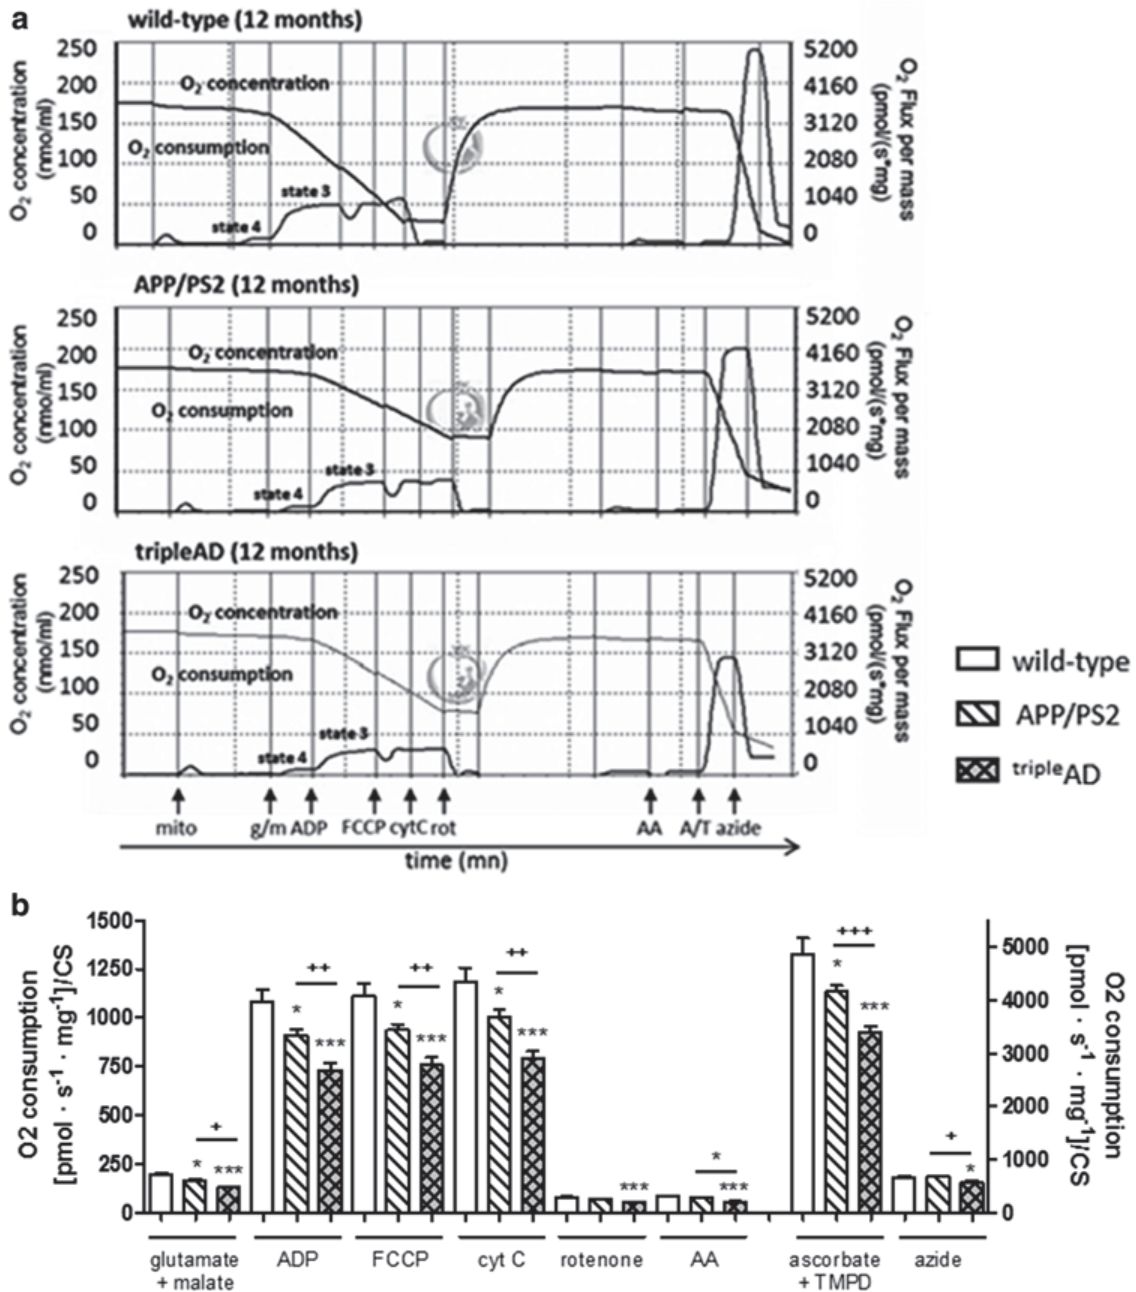 a
wild-type (12 months)
250
200
150
100
50
0
O2 concentration
(nmo/ml)
O2 concentration
O2 consumption
state 4
state 3
5200
4160
3120
2080
1040
0
O2 Flux per mass
(pmol/(s*mg)
APP/PS2 (12 months)
250
200
150
100
50
0
O2 concentration
(nmo/ml)
O2 concentration
O2 consumption
state 4
state 3
5200
4160
3120
2080
1040
0
O2 Flux per mass
(pmol/(s*mg)
tripleAD (12 months)
250
200
150
100
50
0
O2 concentration
(nmo/ml)
O2 concentration
O2 consumption
state 4
state 3
5200
4160
3120
2080
1040
0
O2 Flux per mass
(pmol/(s*mg)
mito g/m ADP FCCP cytC rot AA A/T azide
time (mn)
wild-type
APP/PS2
tripleAD
b
O2 consumption
[pmol · s-1 · mg-1]/CS
1500
1250
1000
750
500
250
0
+
* ***
++
* ***
++
* ***
++
* ***
***
*
***
+++
* ***
+
*
5000
4000
3000
2000
1000
0
O2 consumption
[pmol · s-1 · mg-1]/CS
glutamate
+ malate
ADP
FCCP
cyt C
rotenone
AA
ascorbate
+ TMPD
azide